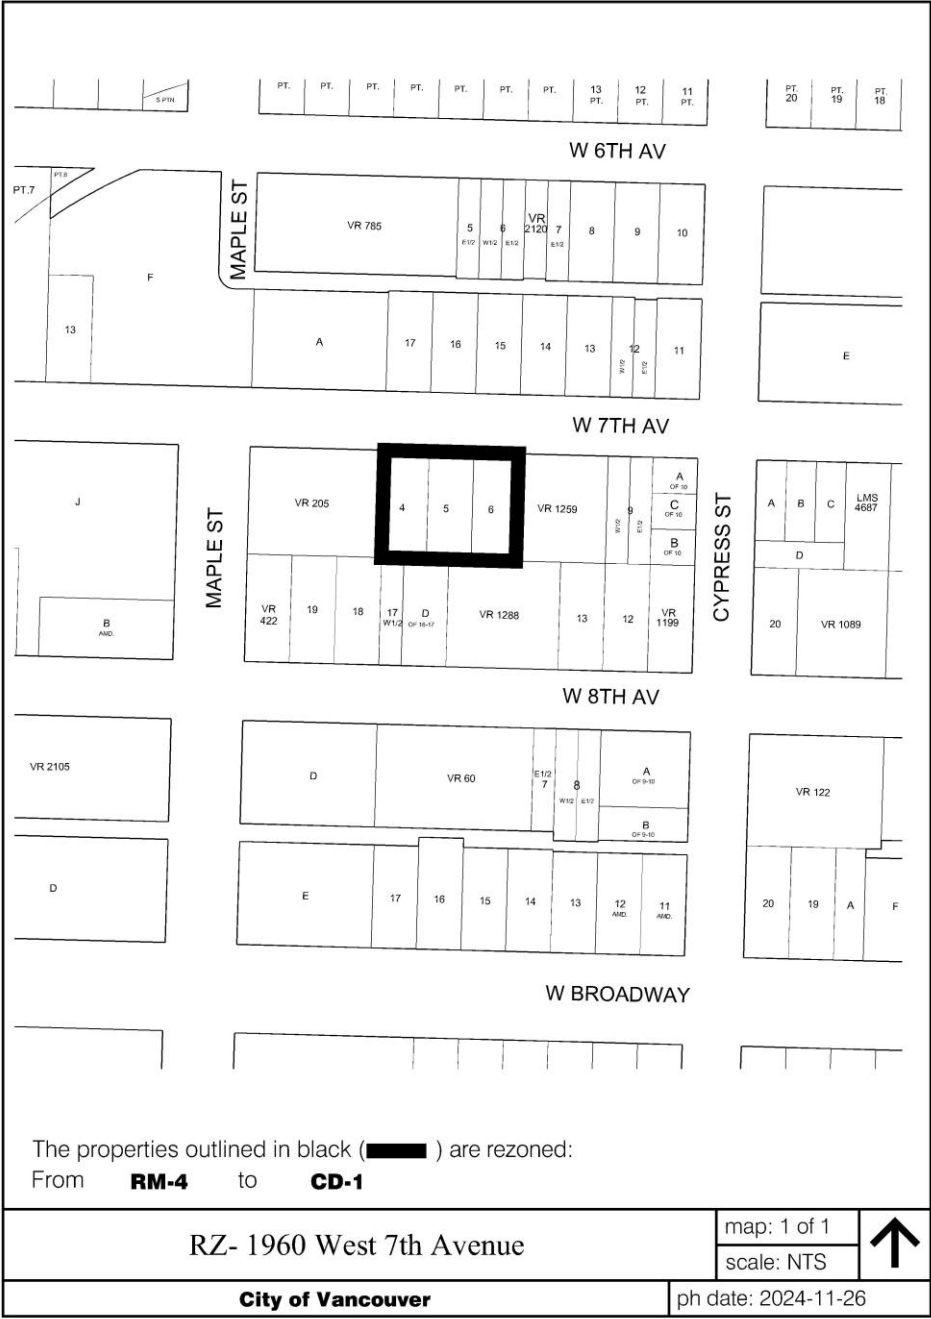 S PTN.
PT. PT. PT. PT. PT. PT. PT. 13 PT. 12 PT. 11 PT.
PT. 20 PT. 19 PT. 18
W 6TH AV
PT.7
PT.8
MAPLE ST
VR 785
5 E1/2
6 W1/2 E1/2
VR 2120
7 E1/2
8 9 10
F
13
A 17 16 15 14 13
12 W1/2 E1/2
11
E
W 7TH AV
J
MAPLE ST
VR 205
4 5 6
VR 1259
9 W1/2 E1/2
A OF 10
C OF 10
B OF 10
CYPRESS ST
A B C
LMS 4687
D
B AMD.
VR 422
19 18
17 W1/2
D OF 16-17
VR 1288
13 12
VR 1199
20
VR 1089
W 8TH AV
VR 2105
D
VR 60
E1/2 7
8 W1/2 E1/2
A OF 9-10
B OF 9-10
VR 122
D
E 17 16 15 14 13
12 AMD.
11 AMD.
20 19 A F
W BROADWAY
The properties outlined in black ( ) are rezoned:
From RM-4 to CD-1
RZ- 1960 West 7th Avenue
map: 1 of 1
scale: NTS
City of Vancouver
ph date: 2024-11-26